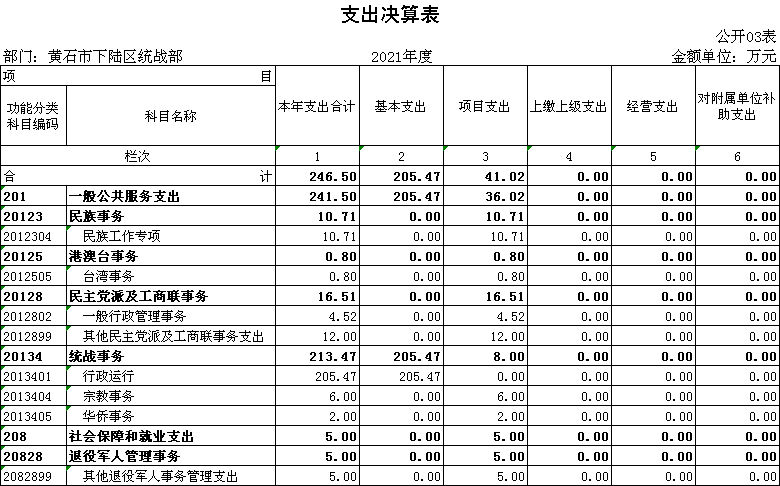 支出决算表
公开03表
部门：黄石市下陆区统战部 2021年度 金额单位：万元
项 目 本年支出合计 基本支出 项目支出 上缴上级支出 经营支出 对附属单位补助支出
功能分类科目编码 科目名称
栏次 1 2 3 4 5 6
合 计 246.50 205.47 41.02 0.00 0.00 0.00
201 一般公共服务支出 241.50 205.47 36.02 0.00 0.00 0.00
20123 民族事务 10.71 0.00 10.71 0.00 0.00 0.00
2012304 民族工作专项 10.71 0.00 10.71 0.00 0.00 0.00
20125 港澳台事务 0.80 0.00 0.80 0.00 0.00 0.00
2012505 台湾事务 0.80 0.00 0.80 0.00 0.00 0.00
20128 民主党派及工商联事务 16.51 0.00 16.51 0.00 0.00 0.00
2012802 一般行政管理事务 4.52 0.00 4.52 0.00 0.00 0.00
2012899 其他民主党派及工商联事务支出 12.00 0.00 12.00 0.00 0.00 0.00
20134 统战事务 213.47 205.47 8.00 0.00 0.00 0.00
2013401 行政运行 205.47 205.47 0.00 0.00 0.00 0.00
2013404 宗教事务 6.00 0.00 6.00 0.00 0.00 0.00
2013405 华侨事务 2.00 0.00 2.00 0.00 0.00 0.00
208 社会保障和就业支出 5.00 0.00 5.00 0.00 0.00 0.00
20828 退役军人管理事务 5.00 0.00 5.00 0.00 0.00 0.00
2082899 其他退役军人事务管理支出 5.00 0.00 5.00 0.00 0.00 0.00